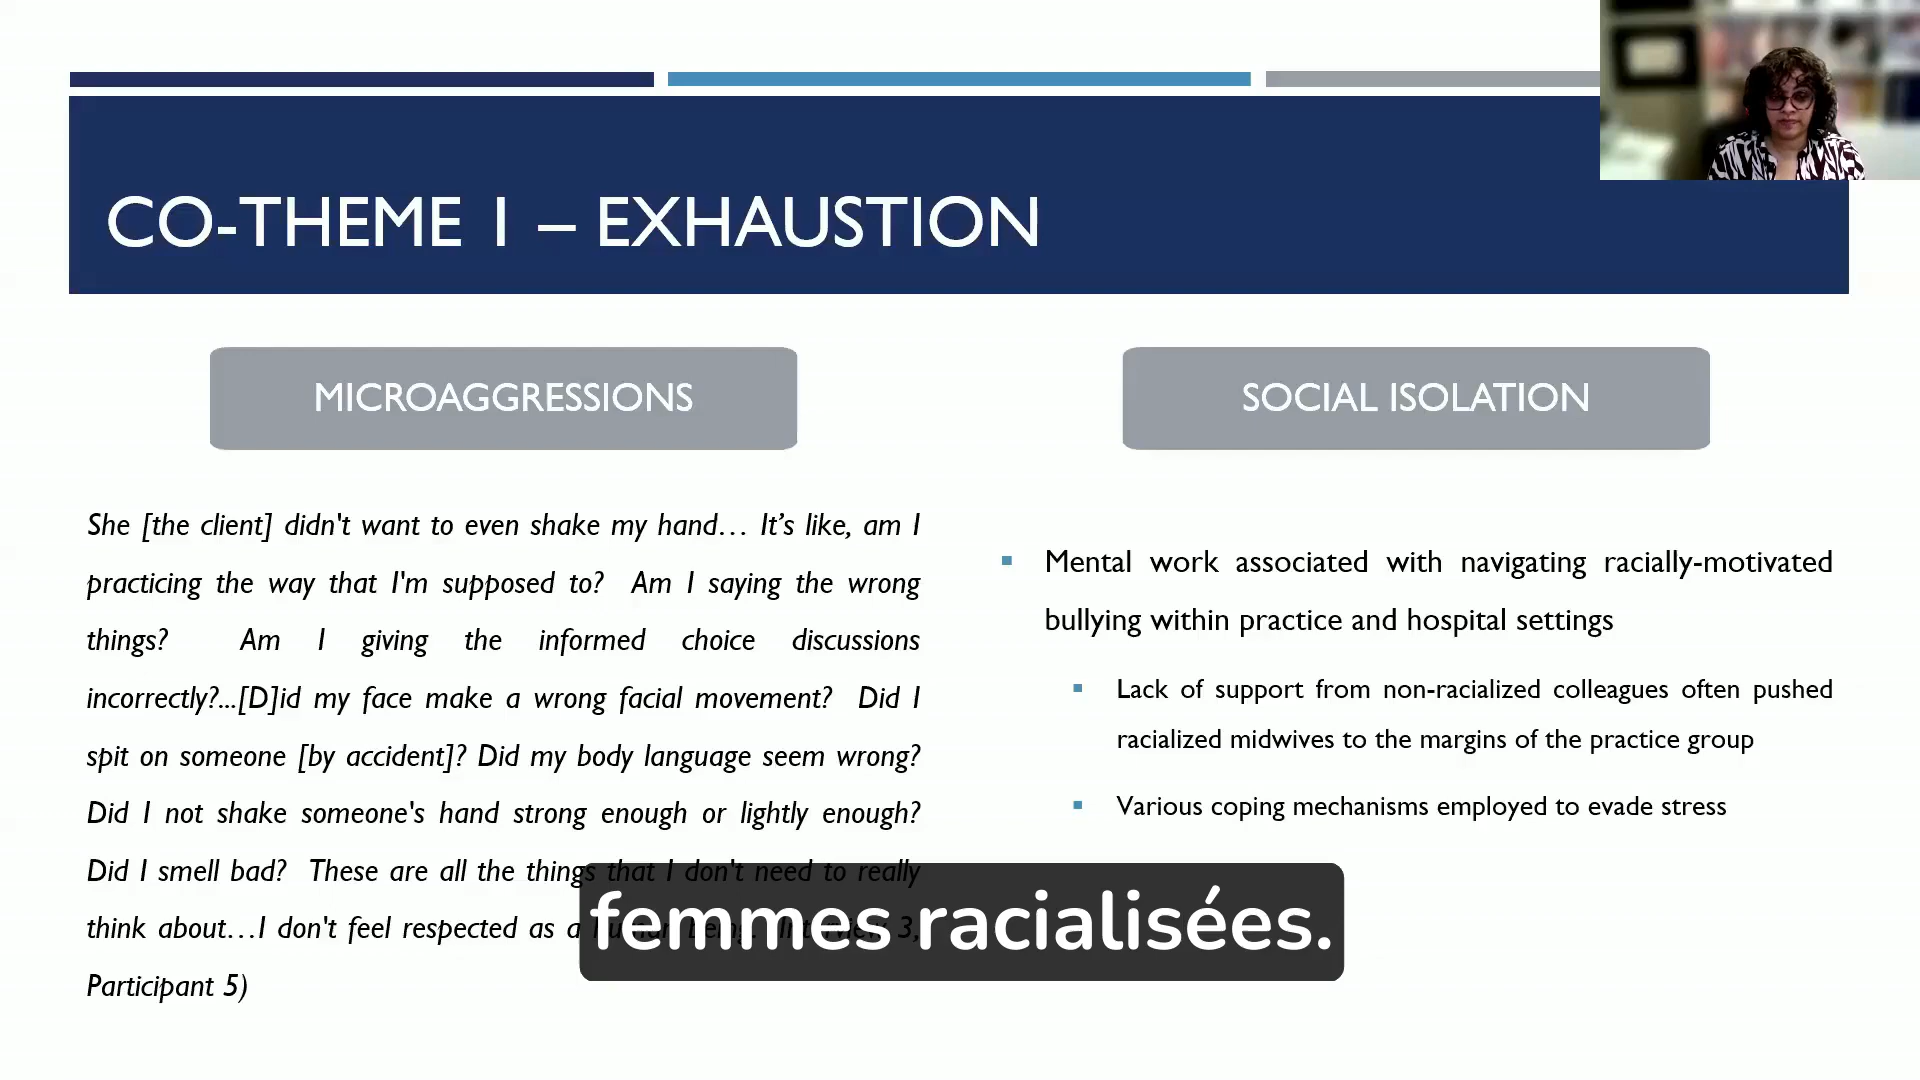 CO-THEME 1 – EXHAUSTION
MICROAGGRESSIONS
She [the client] didn't want to even shake my hand… It’s like, am I
practicing the way that I'm supposed to? Am I saying the wrong
things? Am I giving the informed choice discussions
incorrectly?...[D]id my face make a wrong facial movement? Did I
spit on someone [by accident]? Did my body language seem wrong?
Did I not shake someone's hand strong enough or lightly enough?
Did I smell bad? These are all the things that I don't need to really
think about…I don't feel respected as a human being. (Interview 3,
Participant 5)
SOCIAL ISOLATION
Mental work associated with navigating racially-motivated
bullying within practice and hospital settings
Lack of support from non-racialized colleagues often pushed
racialized midwives to the margins of the practice group
Various coping mechanisms employed to evade stress
femmes racialisées.